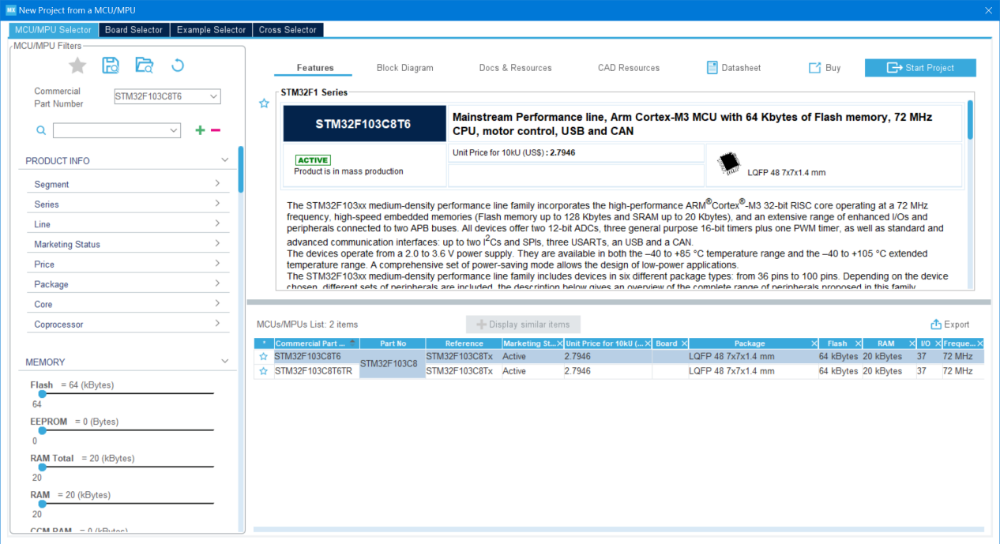 MX New Project from a MCU/MPU
MCU/MPU Selector Board Selector Example Selector Cross Selector
MCU/MPU Filters
Commercial
Part Number
STM32F103C8T6
PRODUCT INFO
Segment
Series
Line
Marketing Status
Price
Package
Core
Coprocessor
MEMORY
Flash = 64 (kBytes)
64
EEPROM = 0 (Bytes)
0
RAM Total = 20 (kBytes)
20
RAM = 20 (kBytes)
20
CCM RAM = 0 (kBytes)
Features Block Diagram Docs & Resources CAD Resources Datasheet Buy Start Project
STM32F1 Series
STM32F103C8T6
Mainstream Performance line, Arm Cortex-M3 MCU with 64 Kbytes of Flash memory, 72 MHz
CPU, motor control, USB and CAN
ACTIVE
Product is in mass production
Unit Price for 10kU (US$) : 2.7946
LQFP 48 7x7x1.4 mm
The STM32F103xx medium-density performance line family incorporates the high-performance ARM®Cortex®-M3 32-bit RISC core operating at a 72 MHz
frequency, high-speed embedded memories (Flash memory up to 128 Kbytes and SRAM up to 20 Kbytes), and an extensive range of enhanced I/Os and
peripherals connected to two APB buses. All devices offer two 12-bit ADCs, three general purpose 16-bit timers plus one PWM timer, as well as standard and
advanced communication interfaces: up to two I²Cs and SPIs, three USARTs, an USB and a CAN.
The devices operate from a 2.0 to 3.6 V power supply. They are available in both the –40 to +85 °C temperature range and the –40 to +105 °C extended
temperature range. A comprehensive set of power-saving mode allows the design of low-power applications.
The STM32F103xx medium-density performance line family includes devices in six different package types: from 36 pins to 100 pins. Depending on the device
chosen, different sets of peripherals are included, the description below gives an overview of the complete range of peripherals proposed in this family.
MCUs/MPUs List: 2 items
Display similar items
Export
* Commercial Part ... Part No Reference Marketing St... Unit Price for 10kU (... Board Package Flash RAM I/O Freque...
STM32F103C8T6 STM32F103C8 STM32F103C8Tx Active 2.7946 LQFP 48 7x7x1.4 mm 64 kBytes 20 kBytes 37 72 MHz
STM32F103C8T6TR STM32F103C8Tx Active 2.7946 LQFP 48 7x7x1.4 mm 64 kBytes 20 kBytes 37 72 MHz